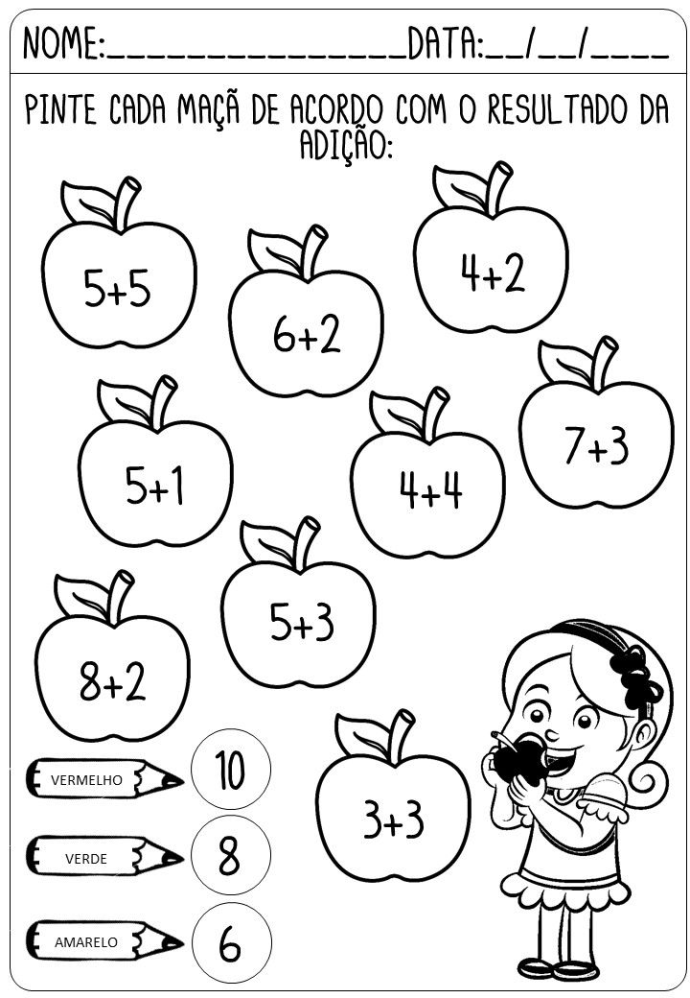 NOME:_______________DATA:__/__/____
PINTE CADA MAÇÃ DE ACORDO COM O RESULTADO DA
ADIÇÃO:
5+5
6+2
4+2
5+1
4+4
7+3
8+2
5+3
3+3
VERMELHO 10
VERDE 8
AMARELO 6